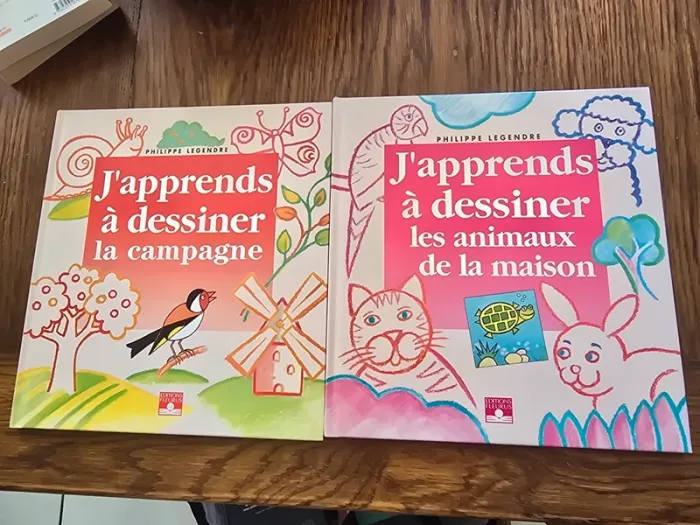 PHILIPPE LEGENDRE
J'apprends
à dessiner
la campagne
EDITIONS
FLEURUS
PHILIPPE LEGENDRE
J'apprends
à dessiner
les animaux
de la maison
EDITIONS
FLEURUS